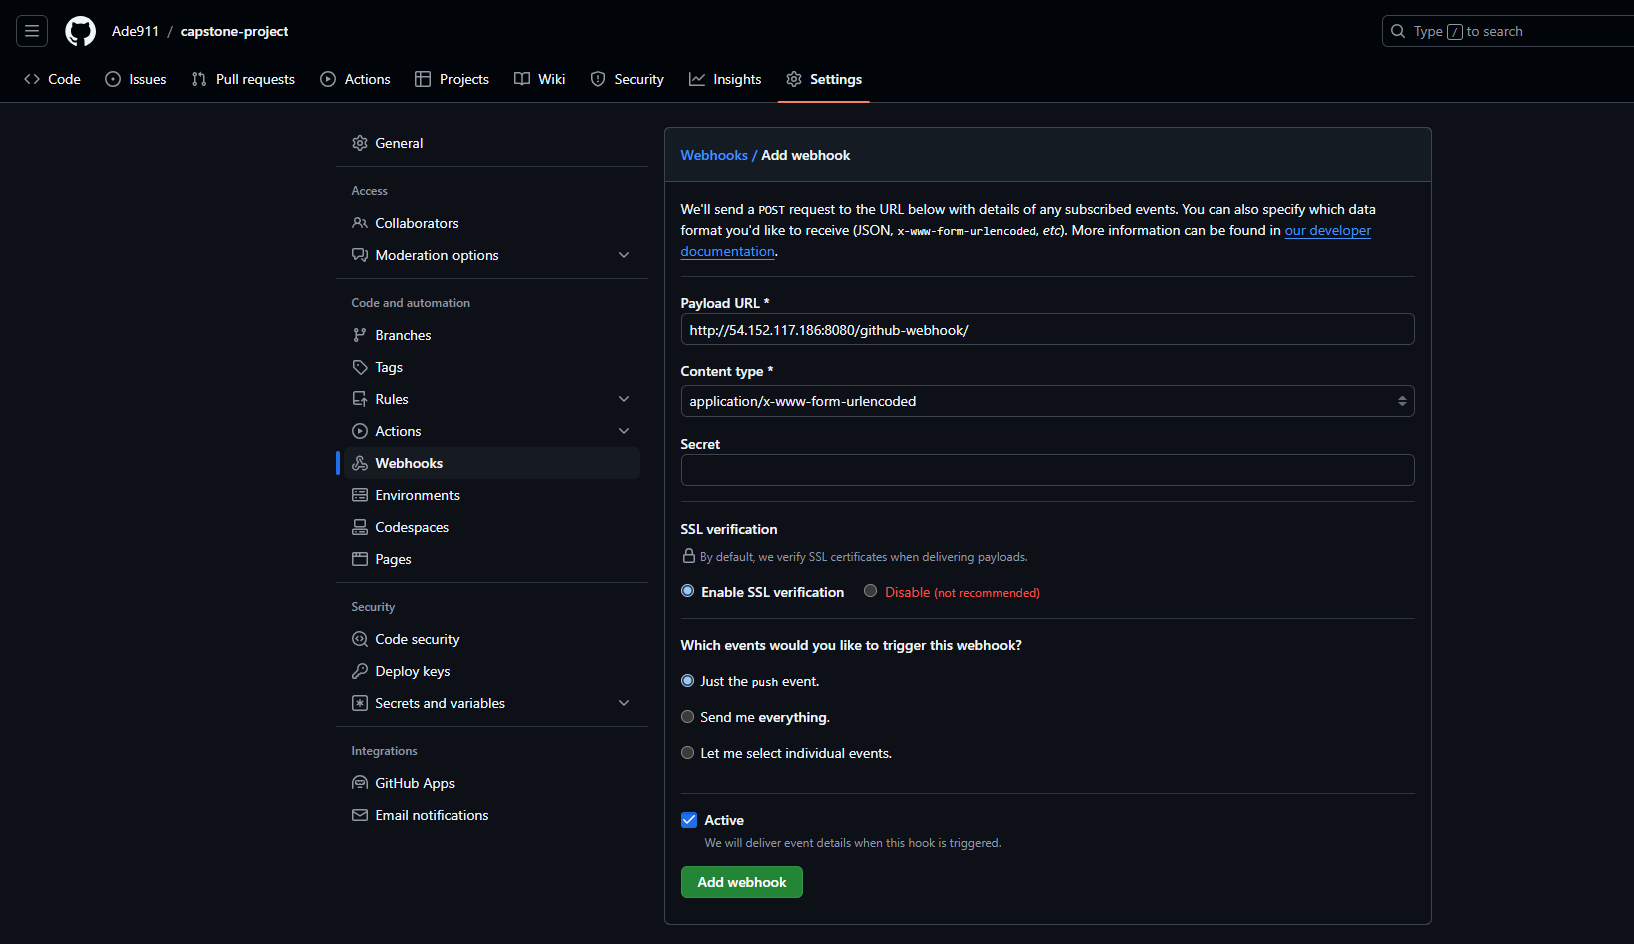 Ade911 / capstone-project
Type / to search
Code Issues Pull requests Actions Projects Wiki Security Insights Settings
General
Access
Collaborators
Moderation options
Code and automation
Branches
Tags
Rules
Actions
Webhooks
Environments
Codespaces
Pages
Security
Code security
Deploy keys
Secrets and variables
Integrations
GitHub Apps
Email notifications
Webhooks / Add webhook
We'll send a POST request to the URL below with details of any subscribed events. You can also specify which data
format you'd like to receive (JSON, x-www-form-urlencoded, etc). More information can be found in our developer
documentation.
Payload URL *
http://54.152.117.186:8080/github-webhook/
Content type *
application/x-www-form-urlencoded
Secret
SSL verification
By default, we verify SSL certificates when delivering payloads.
Enable SSL verification Disable (not recommended)
Which events would you like to trigger this webhook?
Just the push event.
Send me everything.
Let me select individual events.
Active
We will deliver event details when this hook is triggered.
Add webhook